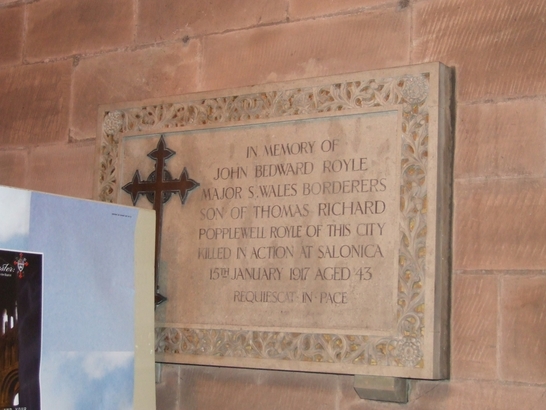 IN MEMORY OF
JOHN BEDWARD ROYLE
MAJOR S. WALES BORDERERS
SON OF THOMAS RICHARD
POPPLEWELL ROYLE OF THIS CITY
KILLED IN ACTION AT SALONICA
15TH JANUARY 1917 AGED 43
REQUIESCAT·IN·PACE